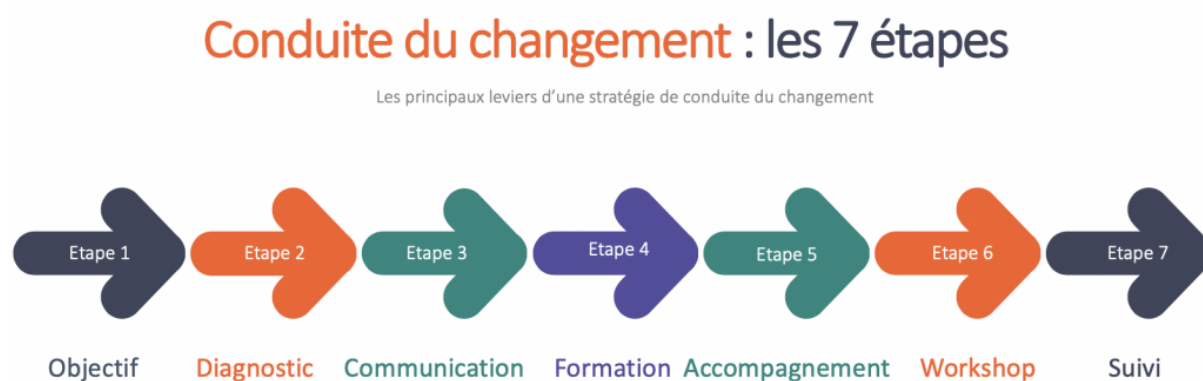 Conduite du changement : les 7 étapes
Les principaux leviers d’une stratégie de conduite du changement
Etape 1 Etape 2 Etape 3 Etape 4 Etape 5 Etape 6 Etape 7
Objectif Diagnostic Communication Formation Accompagnement Workshop Suivi